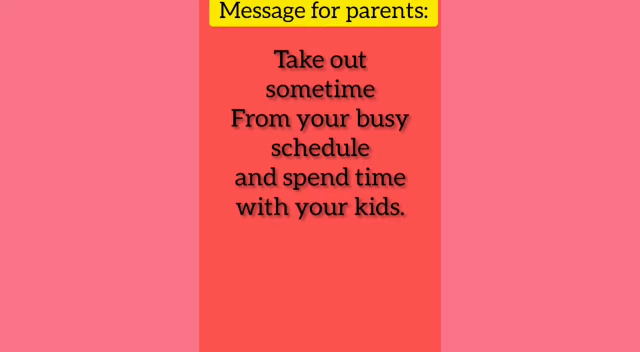 Message for parents:
Take out
sometime
From your busy
schedule
and spend time
with your kids.